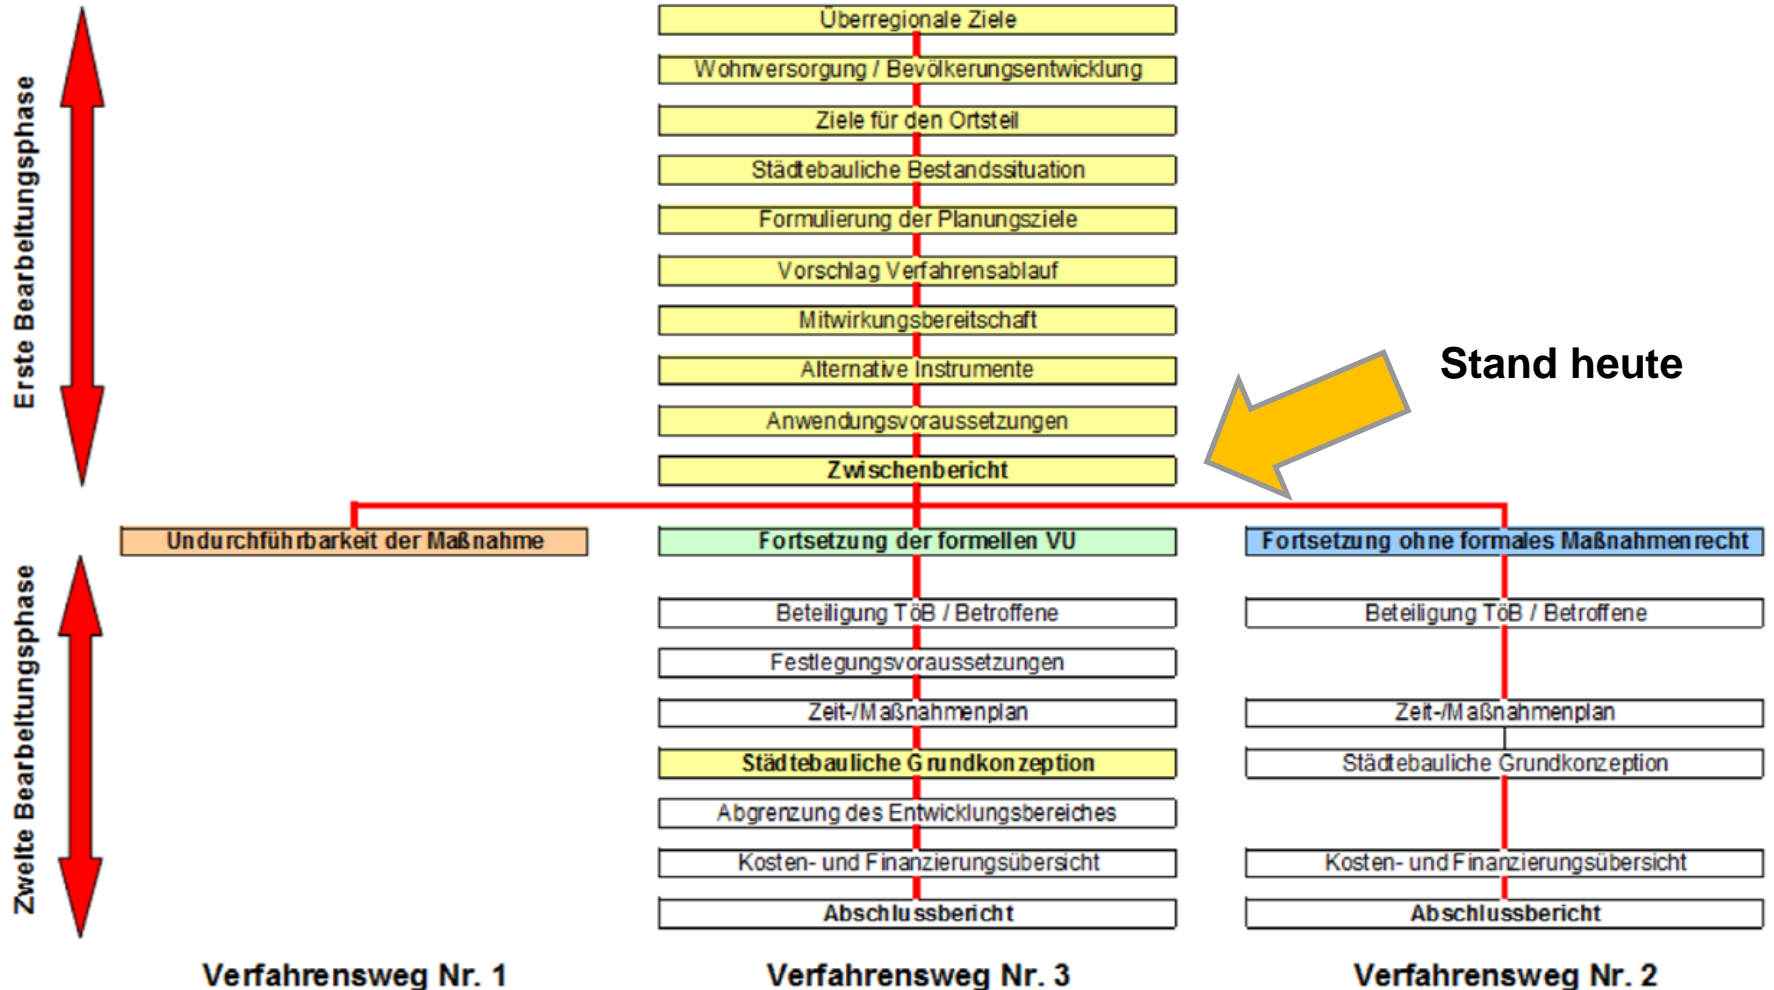 Erste Bearbeitungsphase
Überregionale Ziele
Wohnversorgung / Bevölkerungsentwicklung
Ziele für den Ortsteil
Städtebauliche Bestandssituation
Formulierung der Planungsziele
Vorschlag Verfahrensablauf
Mitwirkungsbereitschaft
Alternative Instrumente
Anwendungsvoraussetzungen
Zwischenbericht
Stand heute
Zweite Bearbeitungsphase
Undurchführbarkeit der Maßnahme
Verfahrensweg Nr. 1
Fortsetzung der formellen VU
Beteiligung TöB / Betroffene
Festlegungsvoraussetzungen
Zeit-/Maßnahmenplan
Städtebauliche Grundkonzeption
Abgrenzung des Entwicklungsbereiches
Kosten- und Finanzierungsübersicht
Abschlussbericht
Verfahrensweg Nr. 3
Fortsetzung ohne formales Maßnahmenrecht
Beteiligung TöB / Betroffene
Zeit-/Maßnahmenplan
Städtebauliche Grundkonzeption
Kosten- und Finanzierungsübersicht
Abschlussbericht
Verfahrensweg Nr. 2